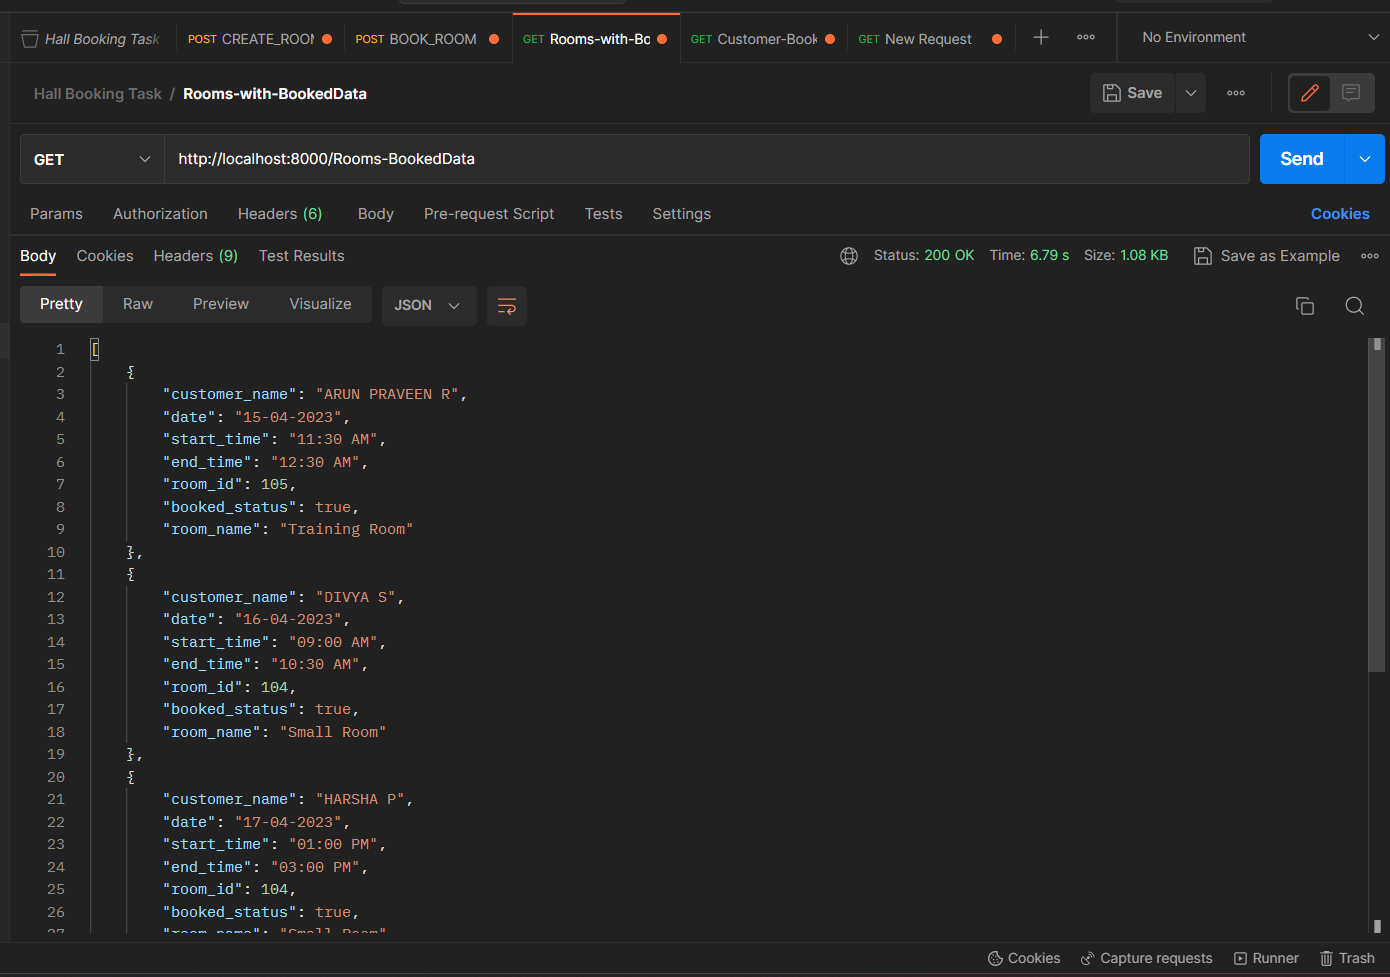 Hall Booking Task POST CREATE_ROOM POST BOOK_ROOM GET Rooms-with-Bo GET Customer-Book GET New Request No Environment
Hall Booking Task / Rooms-with-BookedData Save
GET http://localhost:8000/Rooms-BookedData Send
Params Authorization Headers (6) Body Pre-request Script Tests Settings Cookies
Body Cookies Headers (9) Test Results Status: 200 OK Time: 6.79 s Size: 1.08 KB Save as Example
Pretty Raw Preview Visualize JSON
1 [
2 {
3 "customer_name": "ARUN PRAVEEN R",
4 "date": "15-04-2023",
5 "start_time": "11:30 AM",
6 "end_time": "12:30 AM",
7 "room_id": 105,
8 "booked_status": true,
9 "room_name": "Training Room"
10 },
11 {
12 "customer_name": "DIVYA S",
13 "date": "16-04-2023",
14 "start_time": "09:00 AM",
15 "end_time": "10:30 AM",
16 "room_id": 104,
17 "booked_status": true,
18 "room_name": "Small Room"
19 },
20 {
21 "customer_name": "HARSHA P",
22 "date": "17-04-2023",
23 "start_time": "01:00 PM",
24 "end_time": "03:00 PM",
25 "room_id": 104,
26 "booked_status": true,
27 "room_name": "Small Room"
Cookies Capture requests Runner Trash